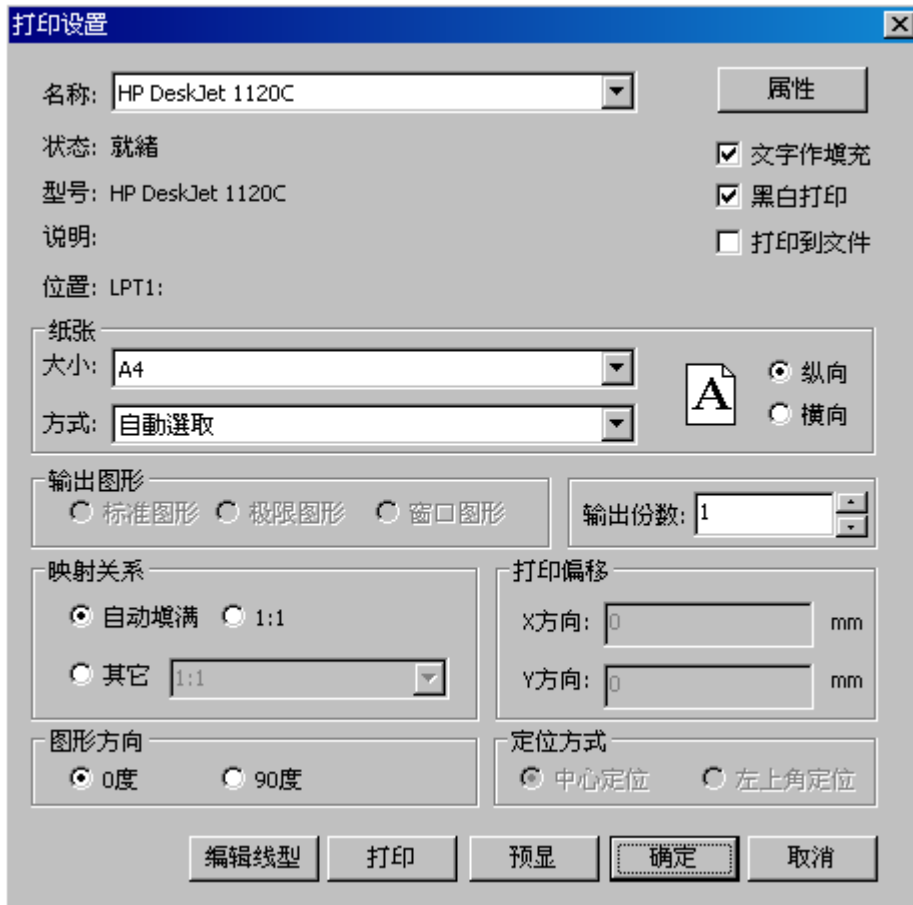 打印设置
名称: HP DeskJet 1120C 属性
状态: 就緒 文字作填充
型号: HP DeskJet 1120C 黑白打印
说明: 打印到文件
位置: LPT1:
纸张
大小: A4 A 纵向
方式: 自動選取 横向
输出图形
标准图形 极限图形 窗口图形 输出份数: 1
映射关系 打印偏移
自动填满 1:1 X方向: 0 mm
其它 1:1 Y方向: 0 mm
图形方向 定位方式
0度 90度 中心定位 左上角定位
编辑线型 打印 预显 确定 取消